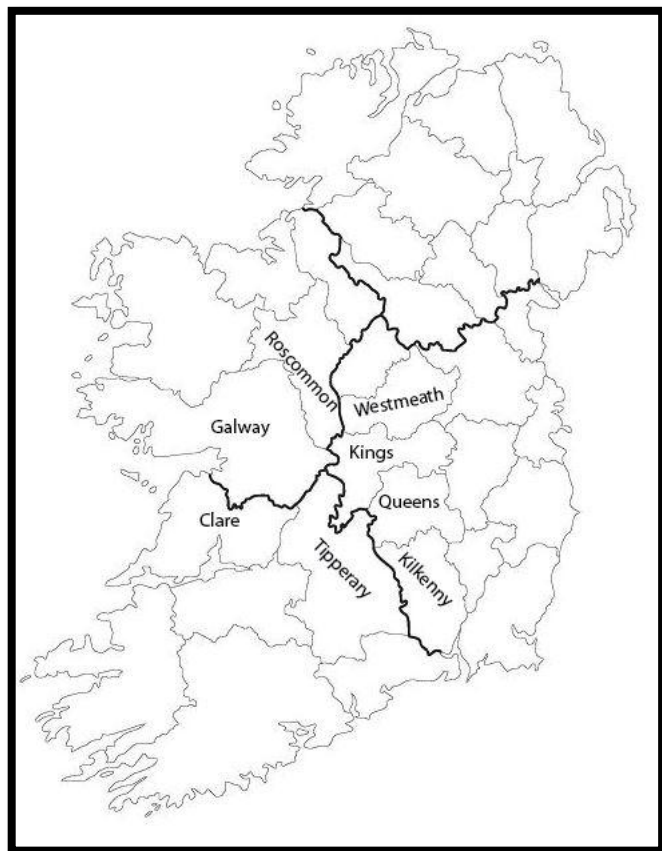 Roscommon
Westmeath
Galway
Kings
Queens
Clare
Tipperary
Kilkenny